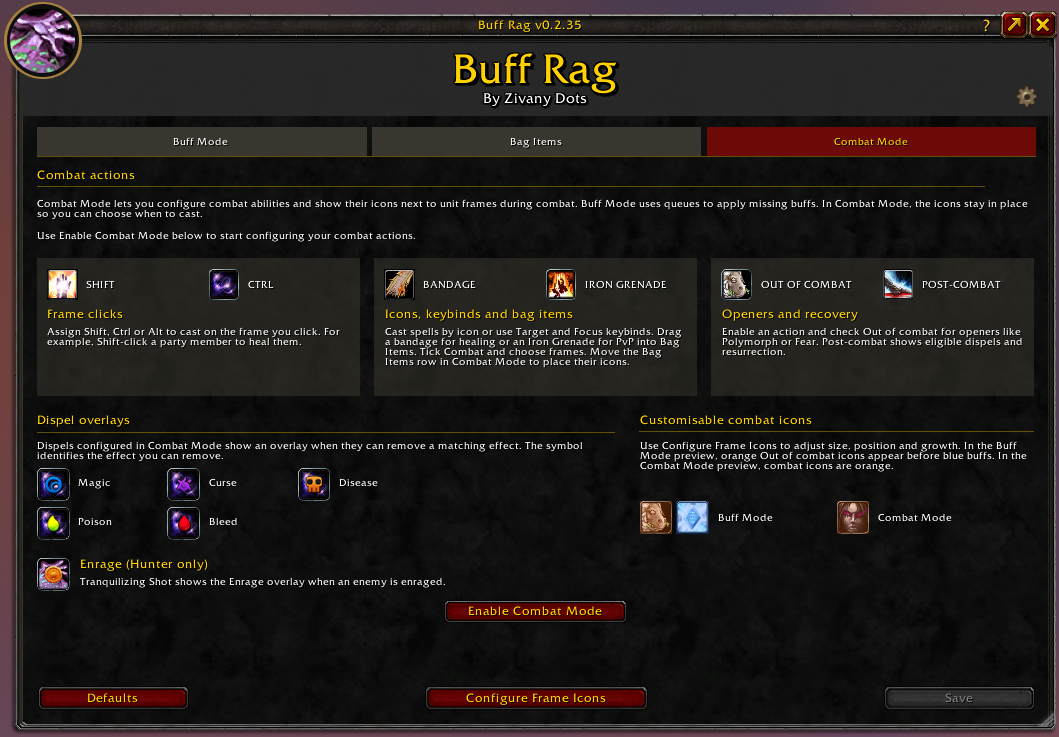 Buff Rag v0.2.35
?
Buff Rag
By Zivany Dots
Buff Mode
Bag Items
Combat Mode
Combat actions
Combat Mode lets you configure combat abilities and show their icons next to unit frames during combat. Buff Mode uses queues to apply missing buffs. In Combat Mode, the icons stay in place
so you can choose when to cast.
Use Enable Combat Mode below to start configuring your combat actions.
SHIFT
CTRL
Frame clicks
Assign Shift, Ctrl or Alt to cast on the frame you click. For
example, Shift-click a party member to heal them.
BANDAGE
IRON GRENADE
Icons, keybinds and bag items
Cast spells by icon or use Target and Focus keybinds. Drag
a bandage for healing or an Iron Grenade for PvP into Bag
Items. Tick Combat and choose frames. Move the Bag
Items row in Combat Mode to place their icons.
OUT OF COMBAT
POST-COMBAT
Openers and recovery
Enable an action and check Out of combat for openers like
Polymorph or Fear. Post-combat shows eligible dispels and
resurrection.
Dispel overlays
Dispels configured in Combat Mode show an overlay when they can remove a matching effect. The symbol
identifies the effect you can remove.
Magic
Curse
Disease
Poison
Bleed
Enrage (Hunter only)
Tranquilizing Shot shows the Enrage overlay when an enemy is enraged.
Customisable combat icons
Use Configure Frame Icons to adjust size, position and growth. In the Buff
Mode preview, orange Out of combat icons appear before blue buffs. In the
Combat Mode preview, combat icons are orange.
Buff Mode
Combat Mode
Enable Combat Mode
Defaults
Configure Frame Icons
Save